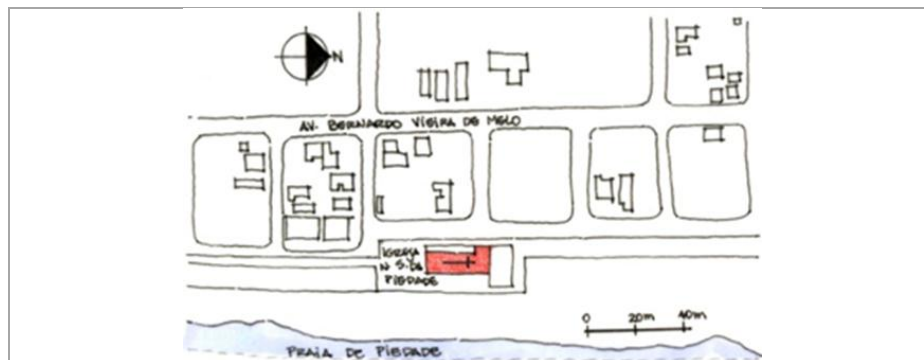 N
AV. BERNARDO VIEIRA DE MELO
IGREJA
N. S.ª DA
PIEDADE
0 20m 40m
PRAIA DE PIEDADE